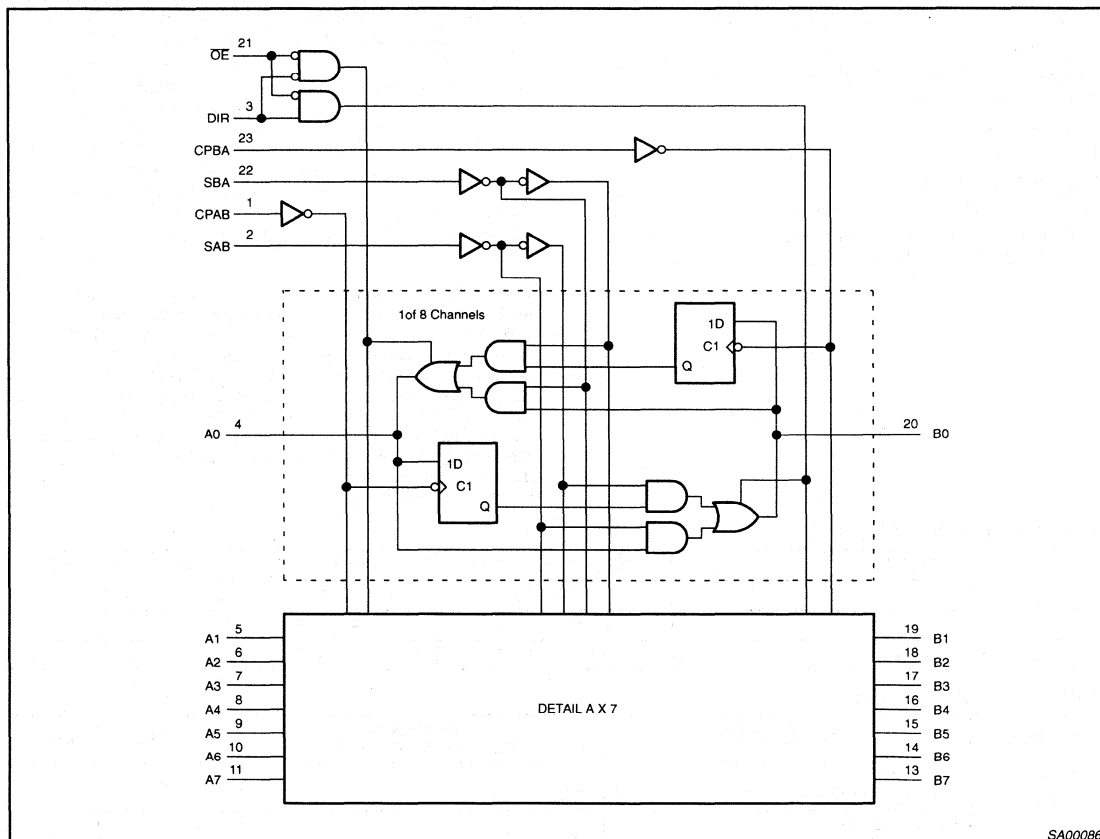 O̅E̅ 21
DIR 3
CPBA 23
SBA 22
CPAB 1
SAB 2
1of 8 Channels
1D
C1
Q
A0 4
20 B0
1D
C1
Q
A1 5
A2 6
A3 7
A4 8
A5 9
A6 10
A7 11
DETAIL A X 7
19 B1
18 B2
17 B3
16 B4
15 B5
14 B6
13 B7
SA00086